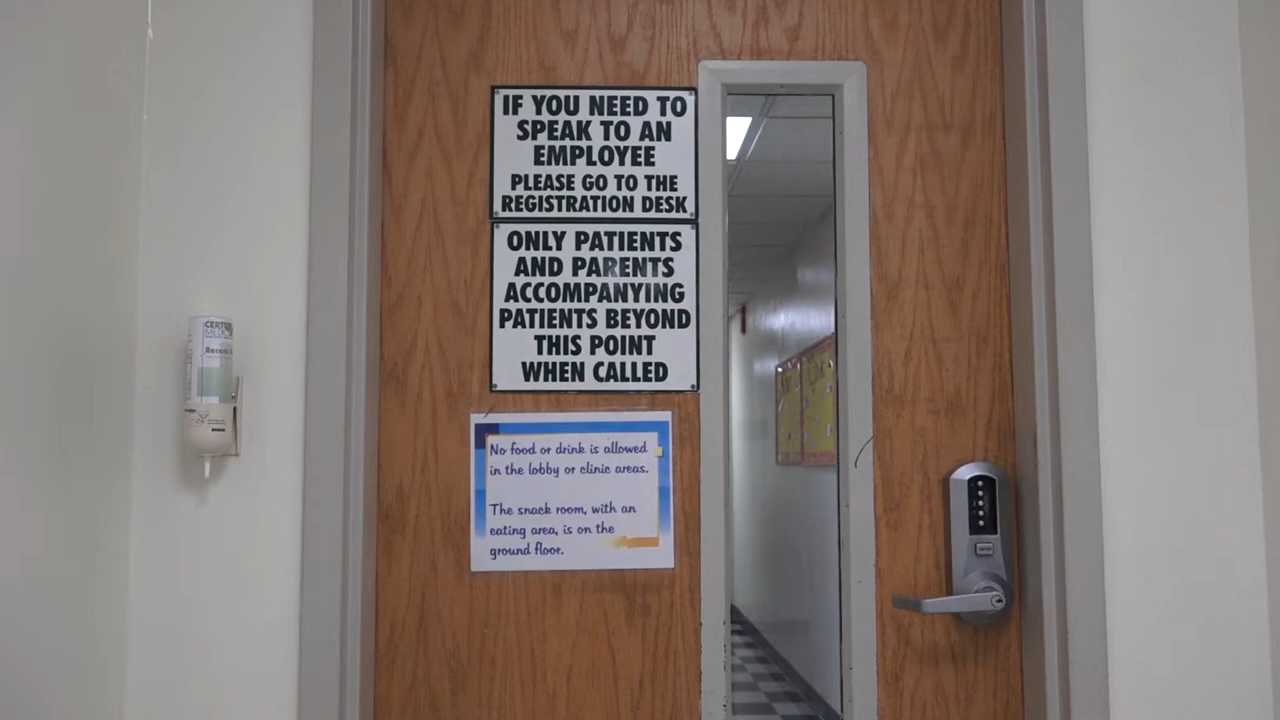 IF YOU NEED TO
SPEAK TO AN
EMPLOYEE
PLEASE GO TO THE
REGISTRATION DESK
ONLY PATIENTS
AND PARENTS
ACCOMPANYING
PATIENTS BEYOND
THIS POINT
WHEN CALLED
No food or drink is allowed
in the lobby or clinic areas.
The snack room, with an
eating area, is on the
ground floor.
ENTER